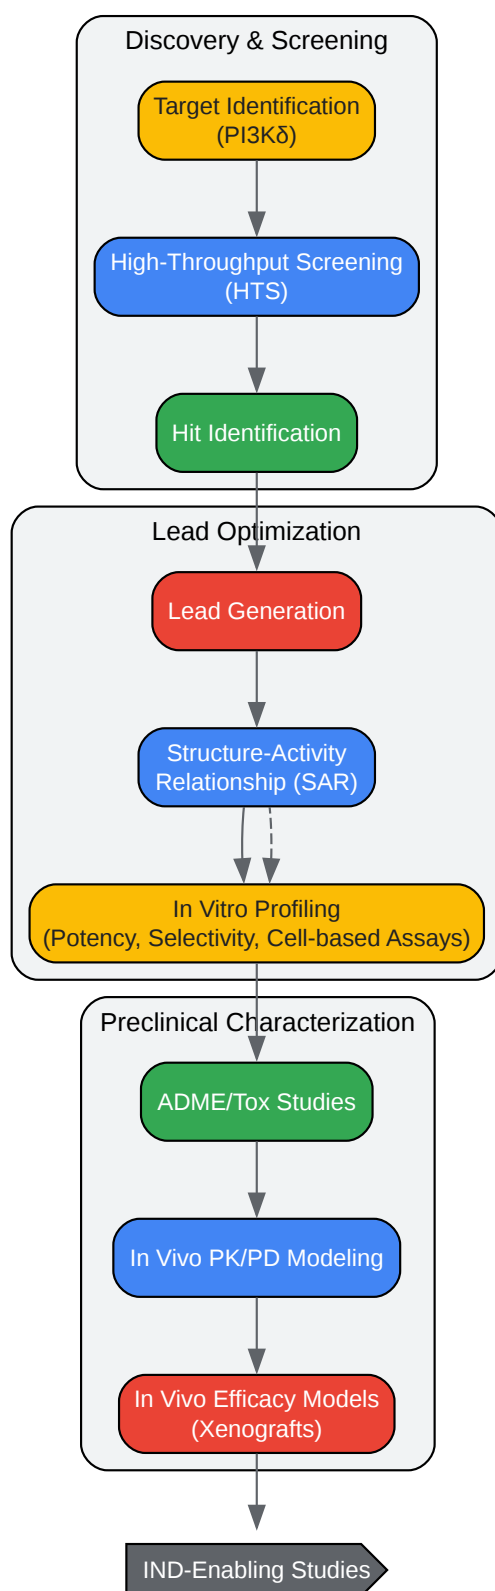 Discovery & Screening
Target Identification
(PI3Kδ)
High-Throughput Screening
(HTS)
Hit Identification
Lead Optimization
Lead Generation
Structure-Activity
Relationship (SAR)
In Vitro Profiling
(Potency, Selectivity, Cell-based Assays)
Preclinical Characterization
ADME/Tox Studies
In Vivo PK/PD Modeling
In Vivo Efficacy Models
(Xenografts)
IND-Enabling Studies